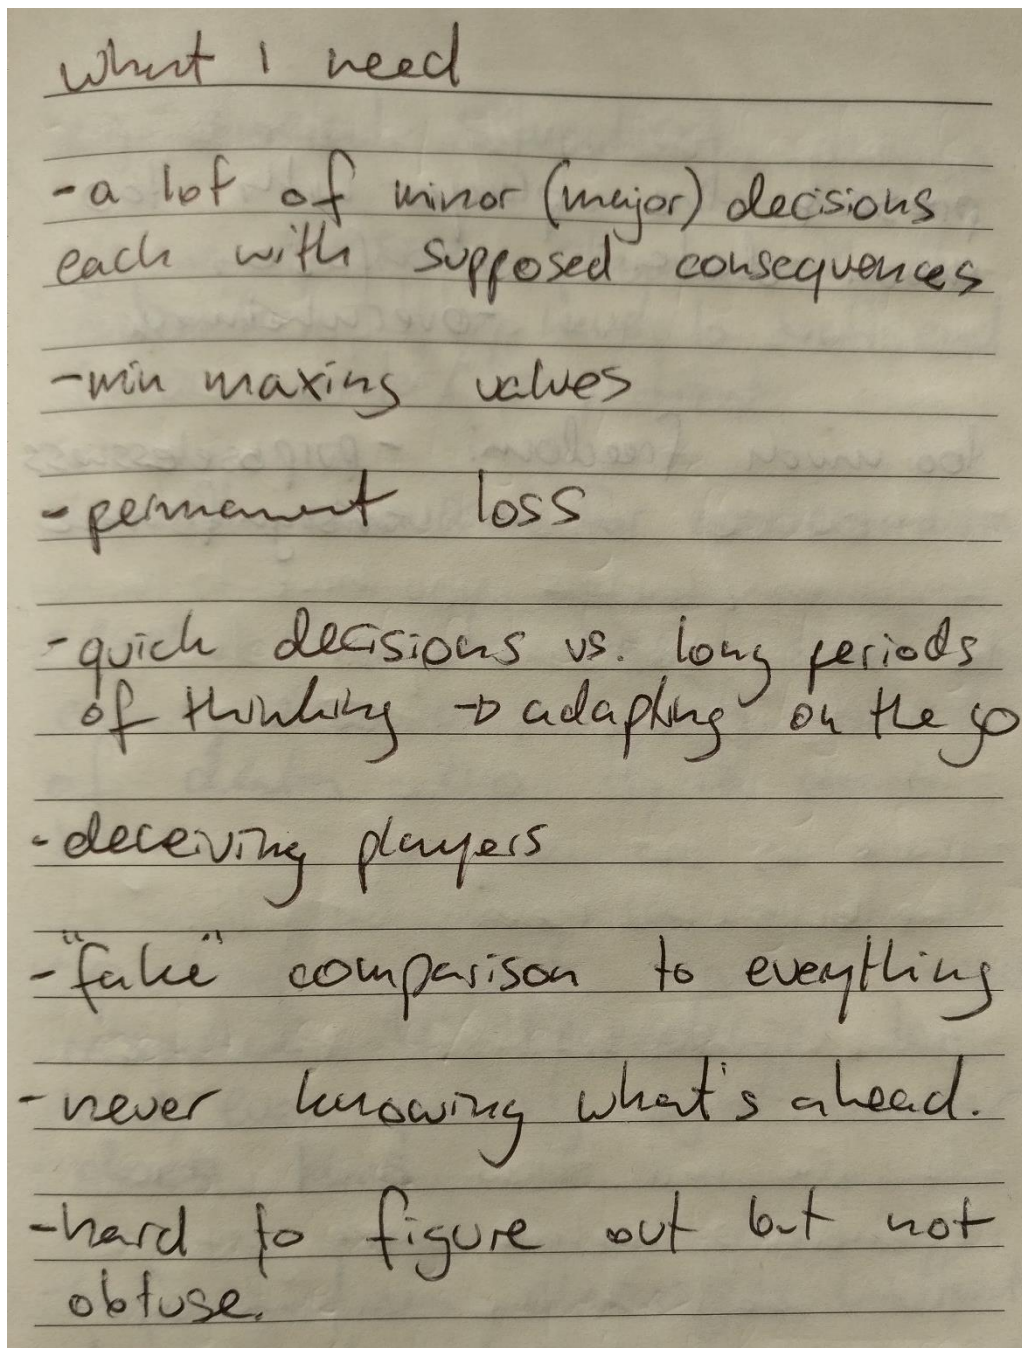 what I need
-a lot of minor (major) decisions
each with supposed consequences
-min maxing values
-permanent loss
-quick decisions vs. long periods
of thinking → adapting on the go
-deceiving players
-"fake" comparison to everything
-never knowing what's ahead.
-hard to figure out but not
obtuse.